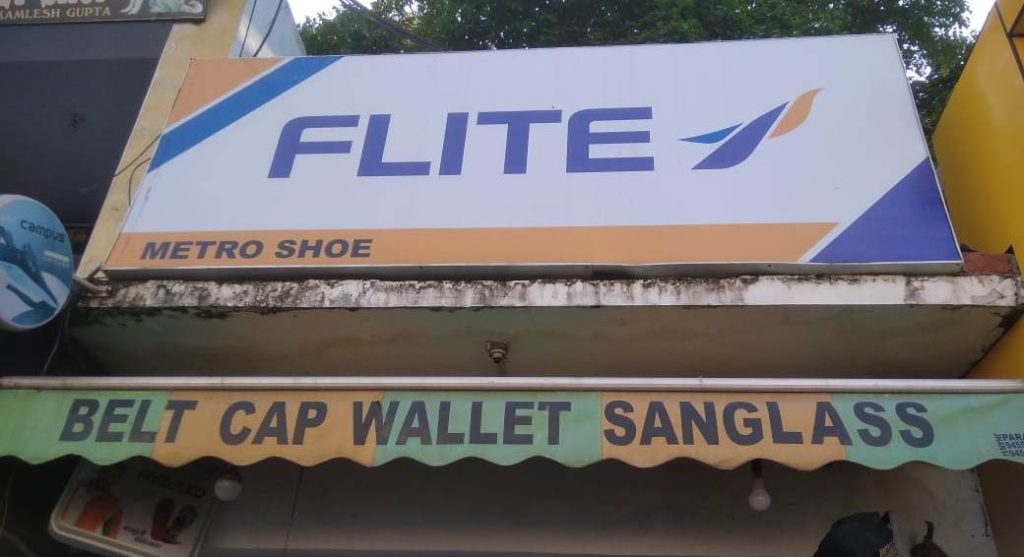 KAMLESH GUPTA
FLITE
METRO SHOE
campus
BELT CAP WALLET SANGLASS